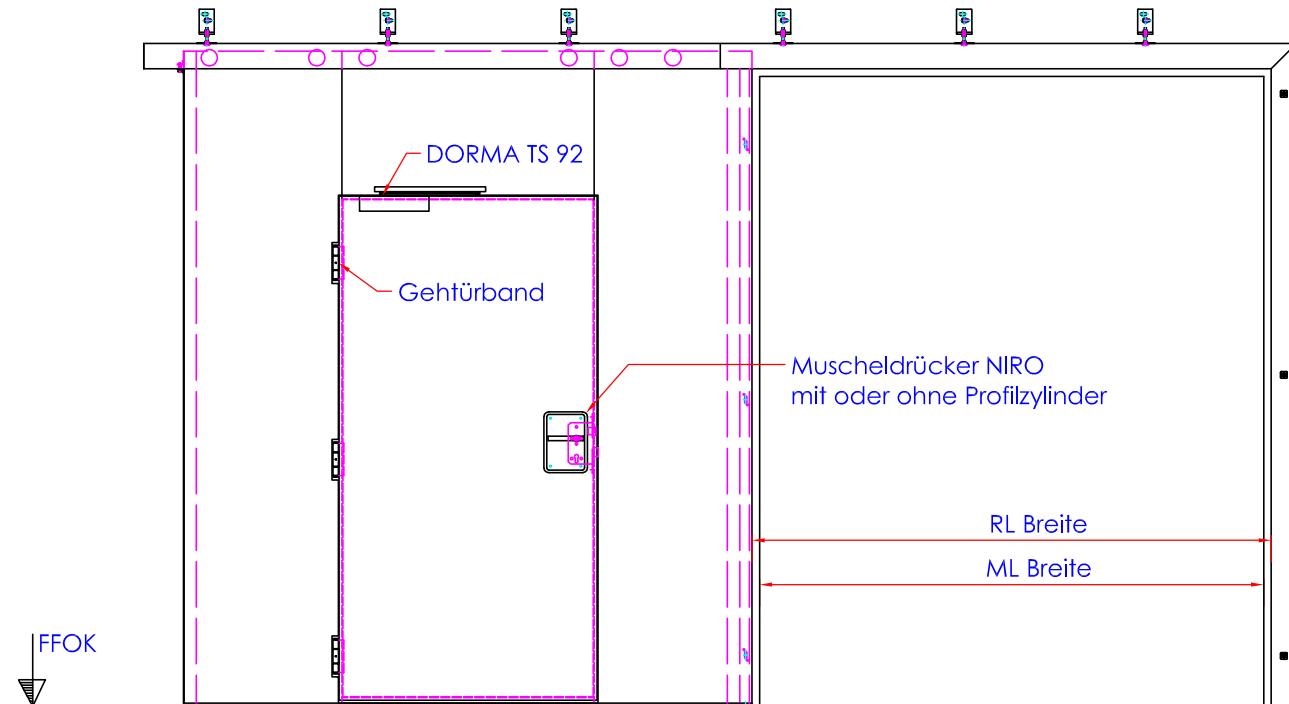 DORMA TS 92
Gehtürband
Muscheldrücker NIRO
mit oder ohne Profilzylinder
RL Breite
ML Breite
FFOK